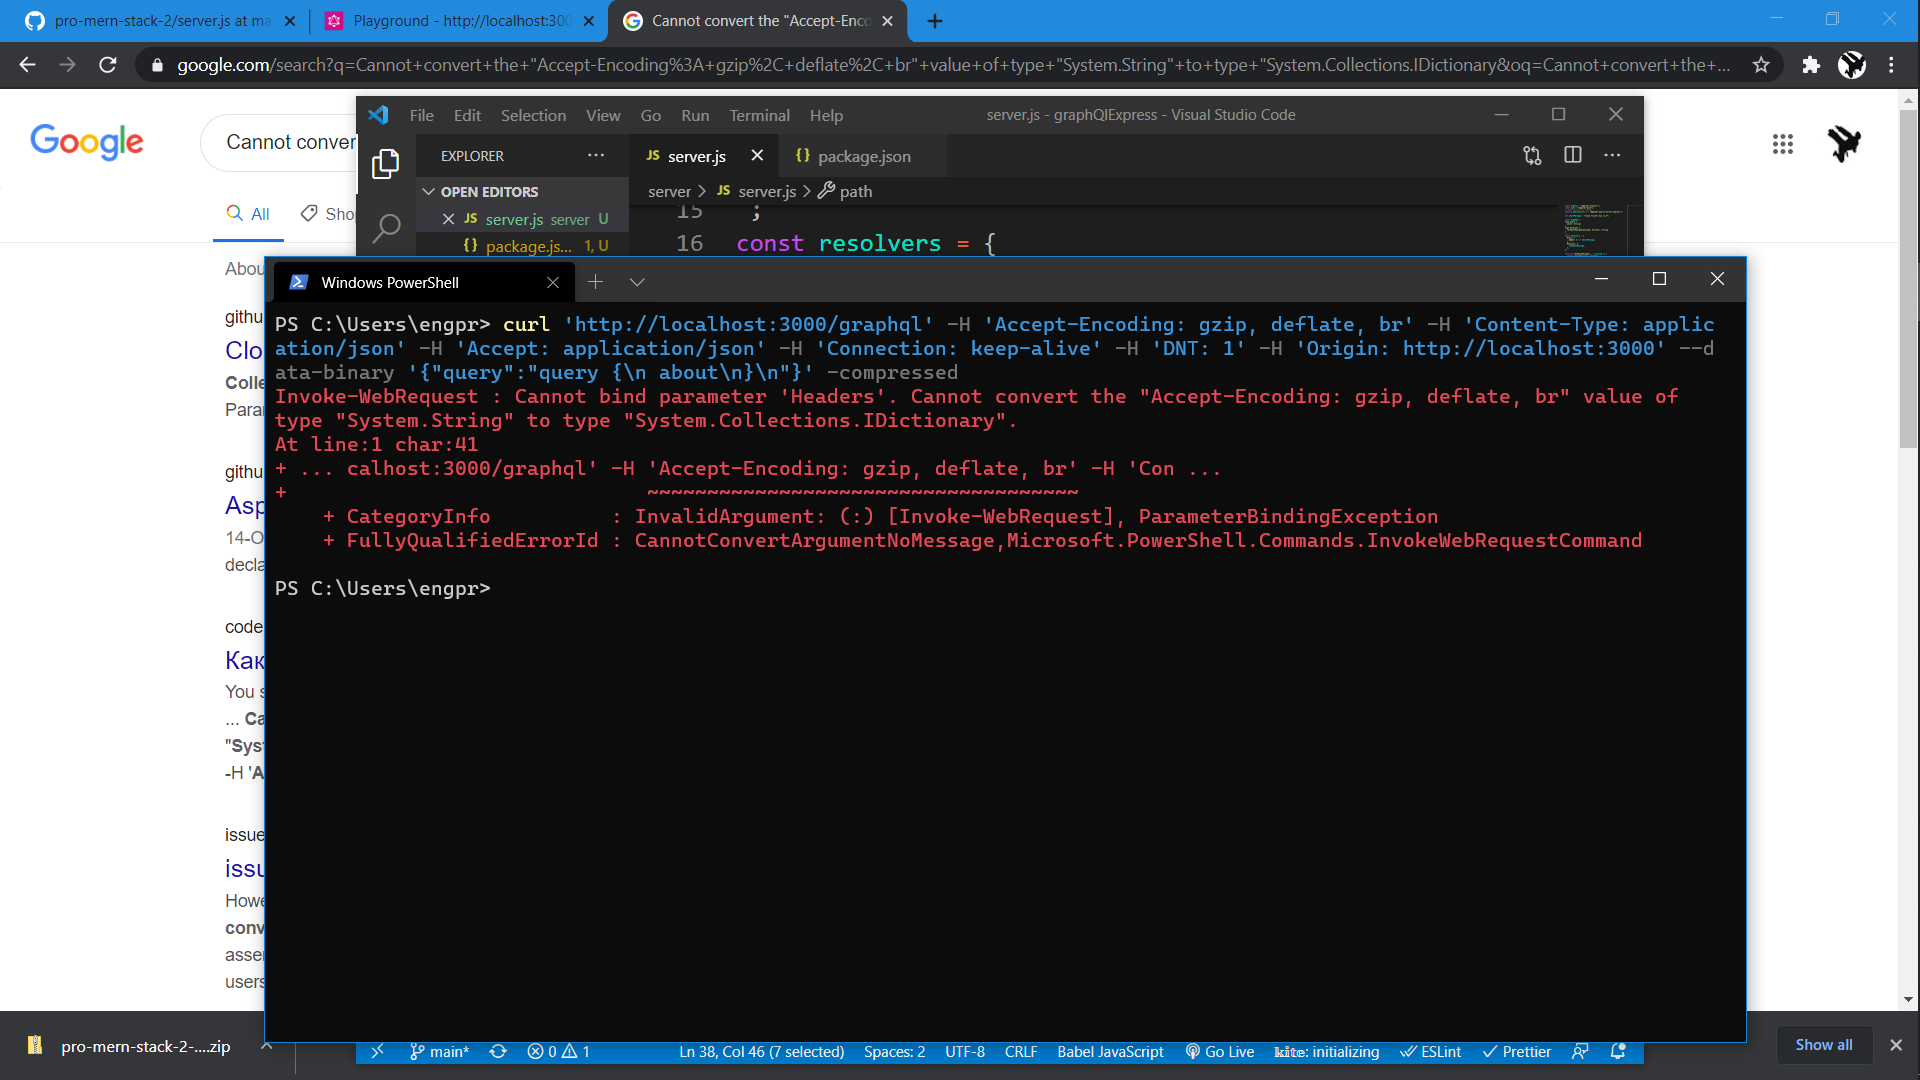 pro-mern-stack-2/server.js at ma
Playground - http://localhost:300
Cannot convert the "Accept-Enco
google.com/search?q=Cannot+convert+the+"Accept-Encoding%3A+gzip%2C+deflate%2C+br"+value+of+type+"System.String"+to+type+"System.Collections.IDictionary&oq=Cannot+convert+the+...
Google
Cannot conver
All
Sho
Abou
githu
Clo
Colle
Para
githu
Asp
14-O
decla
code
Как
You s
... Ca
"Syst
-H 'A
issue
issu
Howe
conv
asse
users
File Edit Selection View Go Run Terminal Help
server.js - graphQlExpress - Visual Studio Code
EXPLORER ...
JS server.js
{} package.json
...
OPEN EDITORS
server > JS server.js > path
JS server.js server U
{} package.js... 1, U
15 ;
16 const resolvers = {
Windows PowerShell
PS C:\Users\engpr> curl 'http://localhost:3000/graphql' -H 'Accept-Encoding: gzip, deflate, br' -H 'Content-Type: applic
ation/json' -H 'Accept: application/json' -H 'Connection: keep-alive' -H 'DNT: 1' -H 'Origin: http://localhost:3000' --d
ata-binary '{"query":"query {\n about\n}\n"}' -compressed
Invoke-WebRequest : Cannot bind parameter 'Headers'. Cannot convert the "Accept-Encoding: gzip, deflate, br" value of
type "System.String" to type "System.Collections.IDictionary".
At line:1 char:41
+ ... calhost:3000/graphql' -H 'Accept-Encoding: gzip, deflate, br' -H 'Con ...
+ ~~~~~~~~~~~~~~~~~~~~~~~~~~~~~~~~~~~~
+ CategoryInfo : InvalidArgument: (:) [Invoke-WebRequest], ParameterBindingException
+ FullyQualifiedErrorId : CannotConvertArgumentNoMessage,Microsoft.PowerShell.Commands.InvokeWebRequestCommand
PS C:\Users\engpr>
main* 0 1 Ln 38, Col 46 (7 selected) Spaces: 2 UTF-8 CRLF Babel JavaScript Go Live kite: initializing ESLint Prettier
pro-mern-stack-2-....zip
Show all